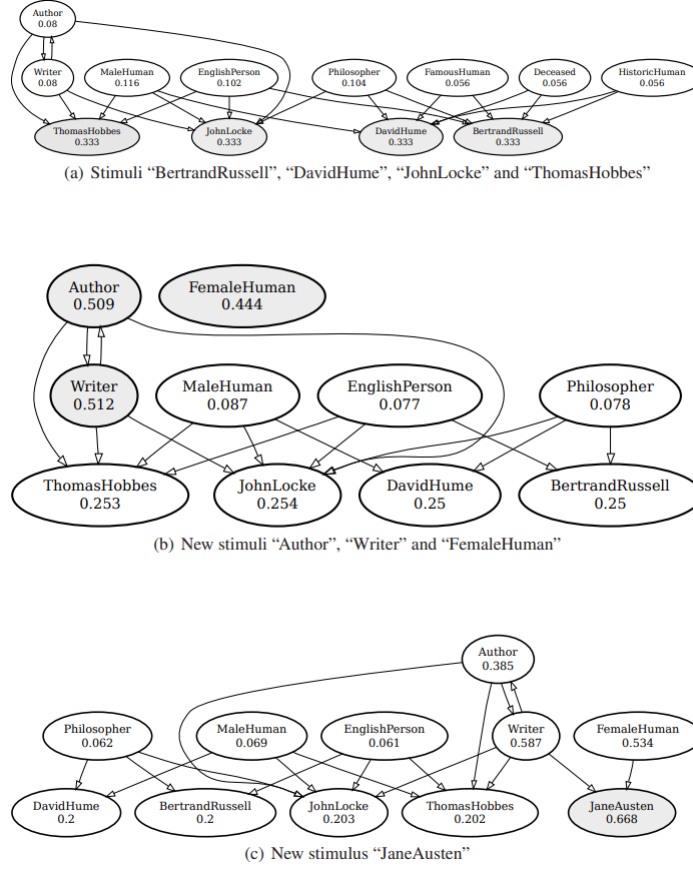 Author
0.08
Writer
0.08
MaleHuman
0.116
EnglishPerson
0.102
Philosopher
0.104
FamousHuman
0.056
Deceased
0.056
HistoricHuman
0.056
ThomasHobbes
0.333
JohnLocke
0.333
DavidHume
0.333
BertrandRussell
0.333
(a) Stimuli “BertrandRussell”, “DavidHume”, “JohnLocke” and “ThomasHobbes”
Author
0.509
FemaleHuman
0.444
Writer
0.512
MaleHuman
0.087
EnglishPerson
0.077
Philosopher
0.078
ThomasHobbes
0.253
JohnLocke
0.254
DavidHume
0.25
BertrandRussell
0.25
(b) New stimuli “Author”, “Writer” and “FemaleHuman”
Author
0.385
Philosopher
0.062
MaleHuman
0.069
EnglishPerson
0.061
Writer
0.587
FemaleHuman
0.534
DavidHume
0.2
BertrandRussell
0.2
JohnLocke
0.203
ThomasHobbes
0.202
JaneAusten
0.668
(c) New stimulus “JaneAusten”